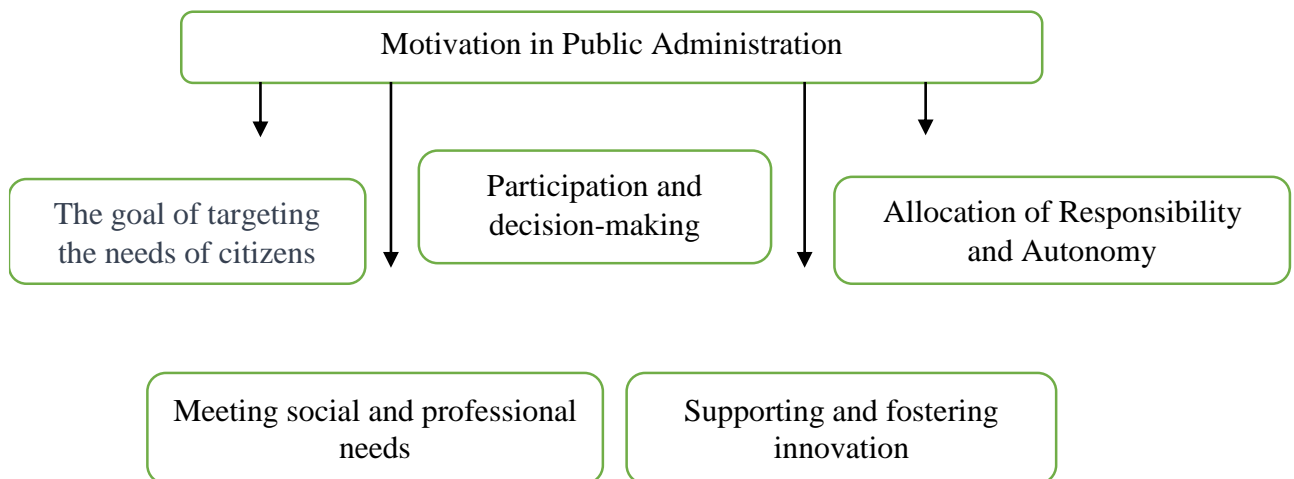 Motivation in Public Administration
The goal of targeting
the needs of citizens
Participation and
decision-making
Allocation of Responsibility
and Autonomy
Meeting social and professional
needs
Supporting and fostering
innovation